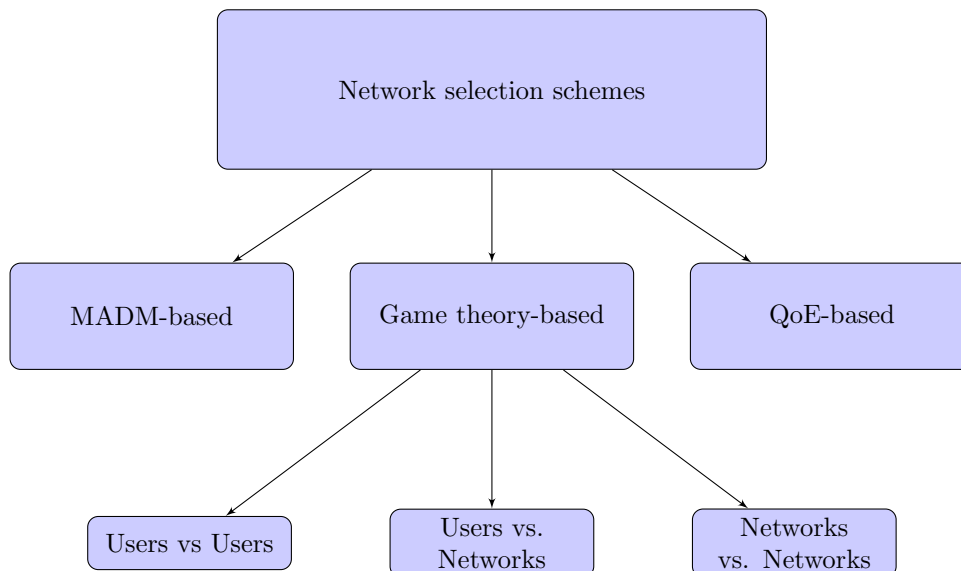 Network selection schemes
MADM-based
Game theory-based
QoE-based
Users vs Users
Users vs.
Networks
Networks
vs. Networks